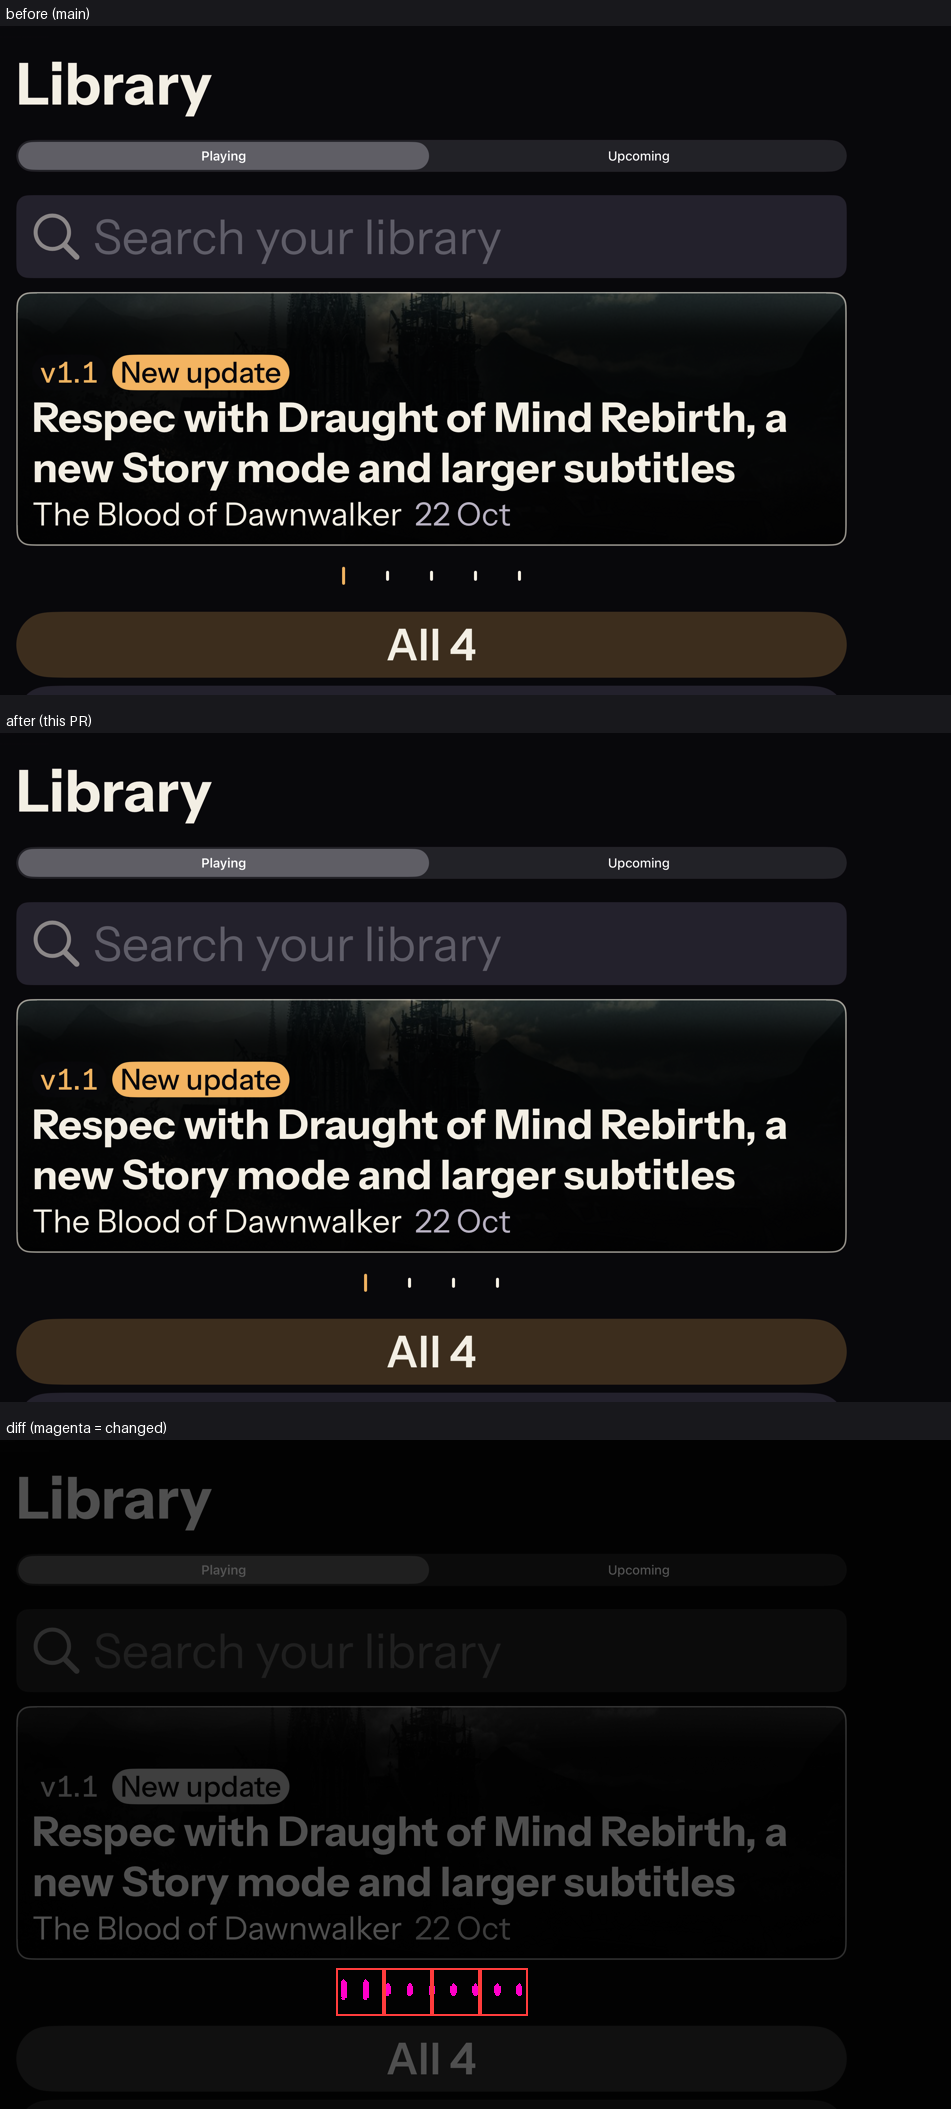 before (main)
Library
Playing
Upcoming
Search your library
v1.1 New update
Respec with Draught of Mind Rebirth, a
new Story mode and larger subtitles
The Blood of Dawnwalker 22 Oct
All 4
after (this PR)
Library
Playing
Upcoming
Search your library
v1.1 New update
Respec with Draught of Mind Rebirth, a
new Story mode and larger subtitles
The Blood of Dawnwalker 22 Oct
All 4
diff (magenta = changed)
Library
Playing
Upcoming
Search your library
v1.1 New update
Respec with Draught of Mind Rebirth, a
new Story mode and larger subtitles
The Blood of Dawnwalker 22 Oct
All 4